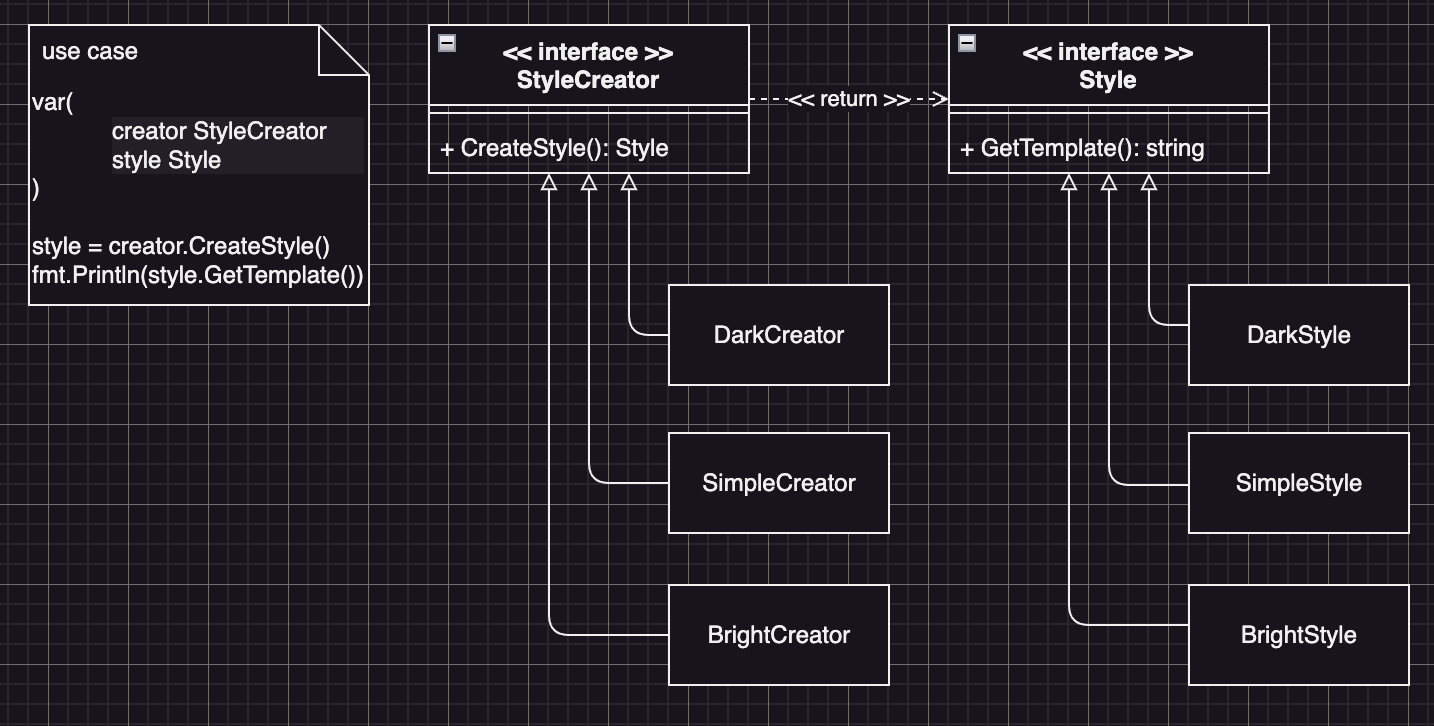 use case
var(
creator StyleCreator
style Style
)
style = creator.CreateStyle()
fmt.Println(style.GetTemplate())
<< interface >>
StyleCreator
+ CreateStyle(): Style
<< return >>
<< interface >>
Style
+ GetTemplate(): string
DarkCreator
DarkStyle
SimpleCreator
SimpleStyle
BrightCreator
BrightStyle